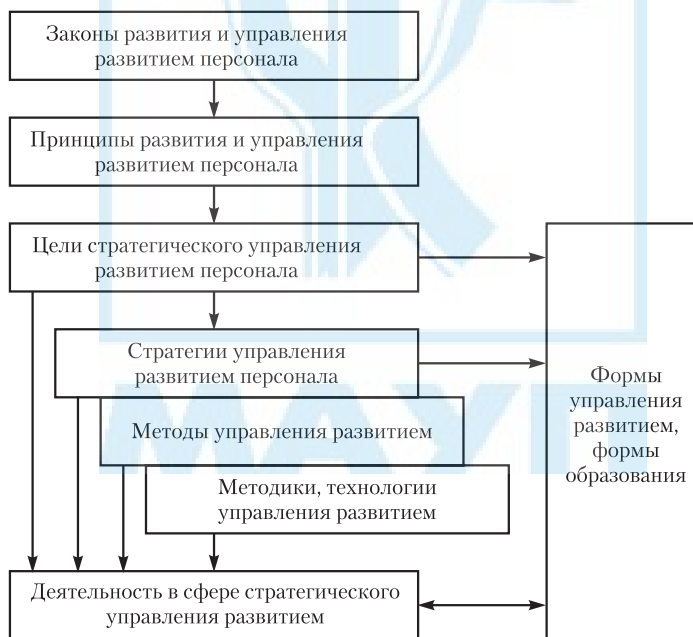 Законы развития и управления
развитием персонала
Принципы развития и управления
развитием персонала
Цели стратегического управления
развитием персонала
Стратегии управления
развитием персонала
Методы управления развитием
Методики, технологии
управления развитием
Деятельность в сфере стратегического
управления развитием
Формы
управления
развитием,
формы
образования
МАУП